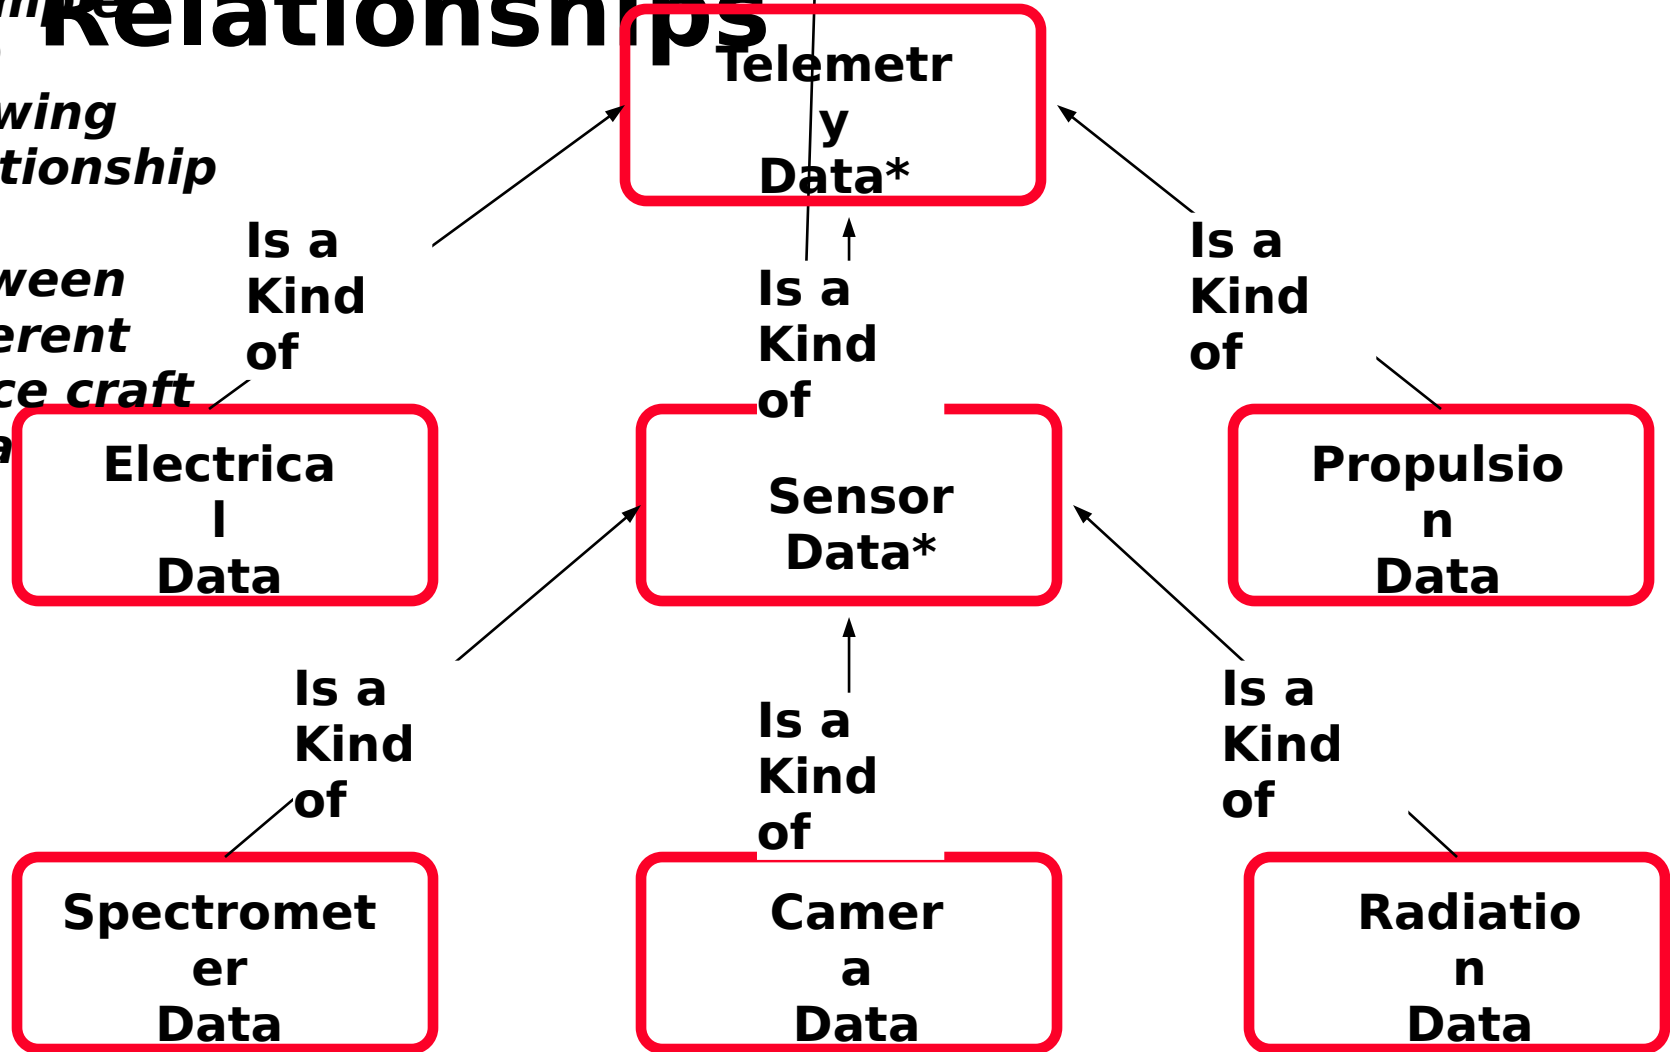 Relationships
wing
tionship
ween
erent
ce craft
Telemetr
y
Data*
Is a
Kind
of
Is a
Kind
of
Is a
Kind
of
Electrica
l
Data
Sensor
Data*
Propulsio
n
Data
Is a
Kind
of
Is a
Kind
of
Is a
Kind
of
Spectromet
er
Data
Camer
a
Data
Radiatio
n
Data